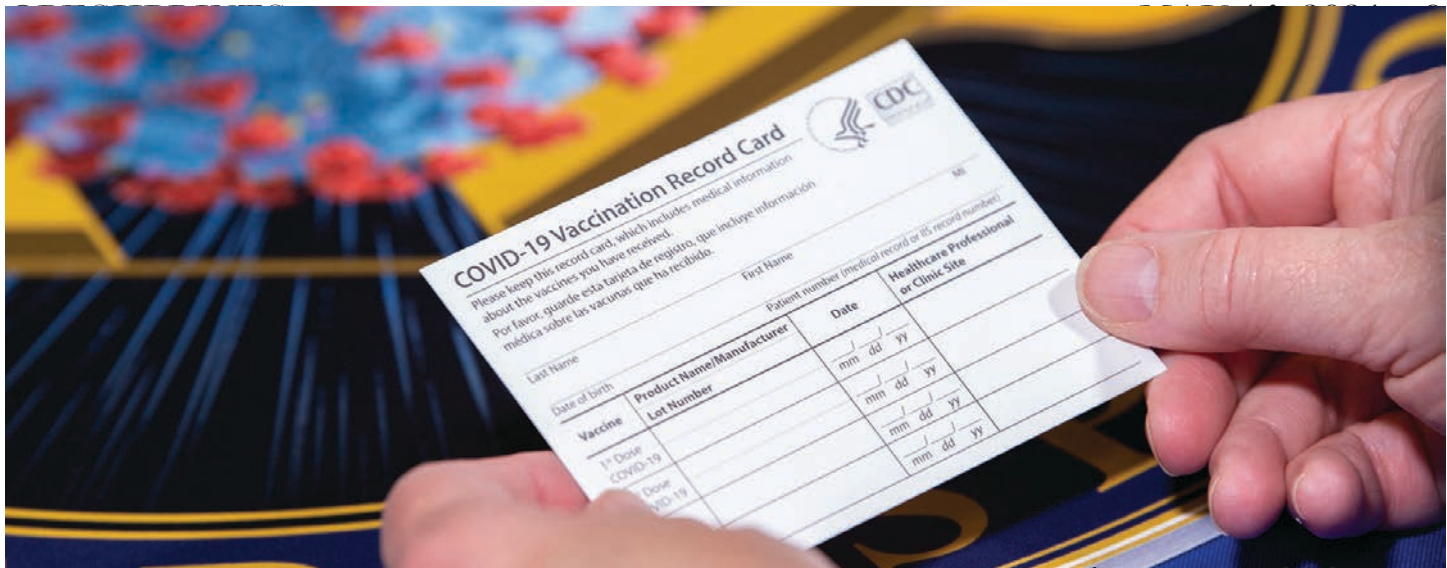 COVID-19 Vaccination Record Card
CDC
Please keep this record card, which includes medical information
about the vaccines you have received.
Por favor, guarde esta tarjeta de registro, que incluye información
médica sobre las vacunas que ha recibido.
Last Name First Name MI
Date of birth Patient number (medical record or IIS record number)
Vaccine Product Name/Manufacturer Date Healthcare Professional
Lot Number or Clinic Site
1st Dose
COVID-19
mm dd yy
Dose
mm dd yy
mm dd yy
mm dd yy